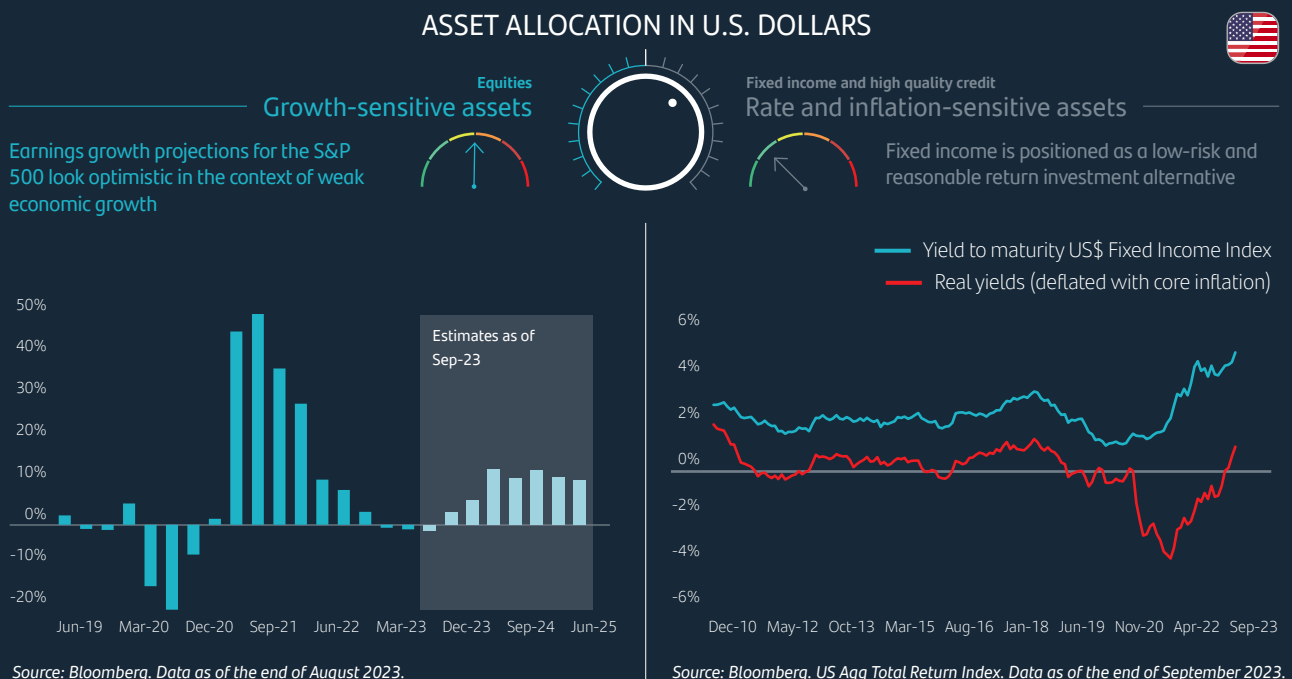 ASSET ALLOCATION IN U.S. DOLLARS
Equities
Growth-sensitive assets
Earnings growth projections for the S&P
500 look optimistic in the context of weak
economic growth
Fixed income and high quality credit
Rate and inflation-sensitive assets
Fixed income is positioned as a low-risk and
reasonable return investment alternative
50%
40%
30%
20%
10%
0%
-10%
-20%
Estimates as of
Sep-23
Jun-19 Mar-20 Dec-20 Sep-21 Jun-22 Mar-23 Dec-23 Sep-24 Jun-25
Source: Bloomberg. Data as of the end of August 2023.
Yield to maturity US$ Fixed Income Index
Real yields (deflated with core inflation)
6%
4%
2%
0%
-2%
-4%
-6%
Dec-10 May-12 Oct-13 Mar-15 Aug-16 Jan-18 Jun-19 Nov-20 Apr-22 Sep-23
Source: Bloomberg. US Agg Total Return Index. Data as of the end of September 2023.